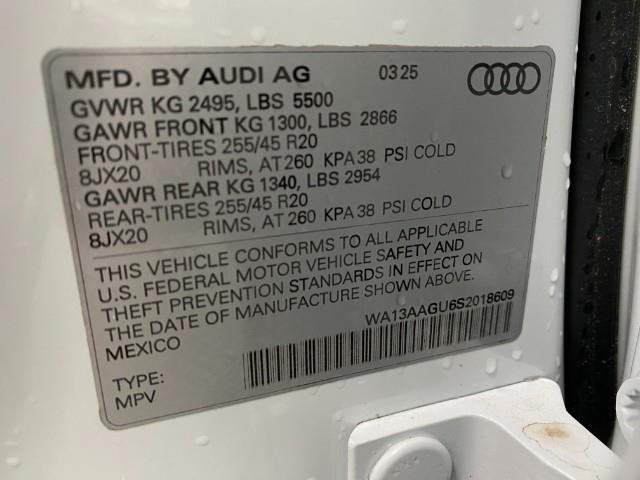 MFD. BY AUDI AG 03 25
GVWR KG 2495, LBS 5500
GAWR FRONT KG 1300, LBS 2866
FRONT-TIRES 255/45 R20
8JX20 RIMS, AT 260 KPA 38 PSI COLD
GAWR REAR KG 1340, LBS 2954
REAR-TIRES 255/45 R20
8JX20 RIMS, AT 260 KPA 38 PSI COLD
THIS VEHICLE CONFORMS TO ALL APPLICABLE
U.S. FEDERAL MOTOR VEHICLE SAFETY AND
THEFT PREVENTION STANDARDS IN EFFECT ON
THE DATE OF MANUFACTURE SHOWN ABOVE.
MEXICO
WA13AAGU6S2018609
TYPE:
MPV